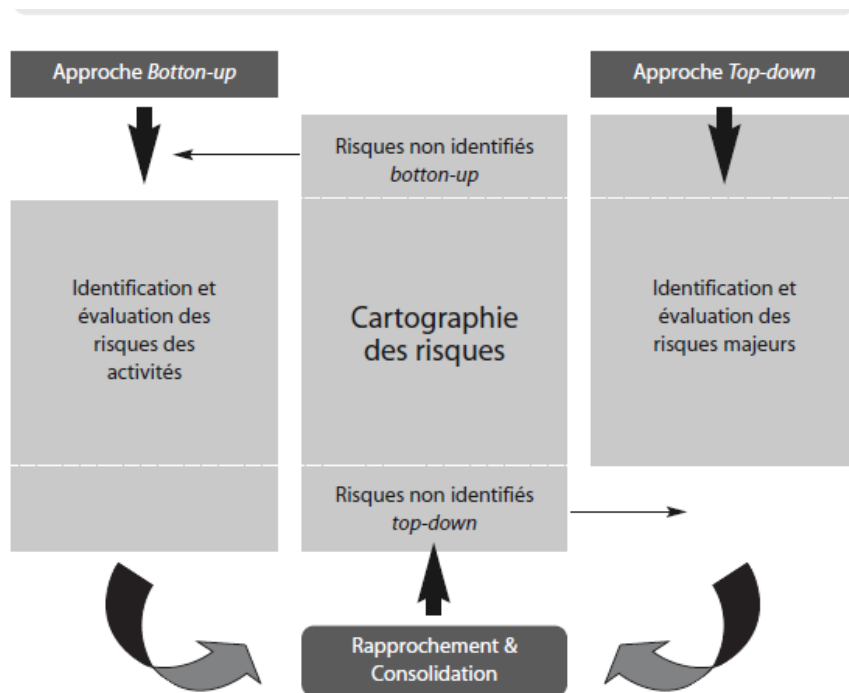 Approche Botton-up
Approche Top-down
Risques non identifiés
botton-up
Identification et
évaluation des
risques des
activités
Cartographie
des risques
Identification et
évaluation des
risques majeurs
Risques non identifiés
top-down
Rapprochement &
Consolidation